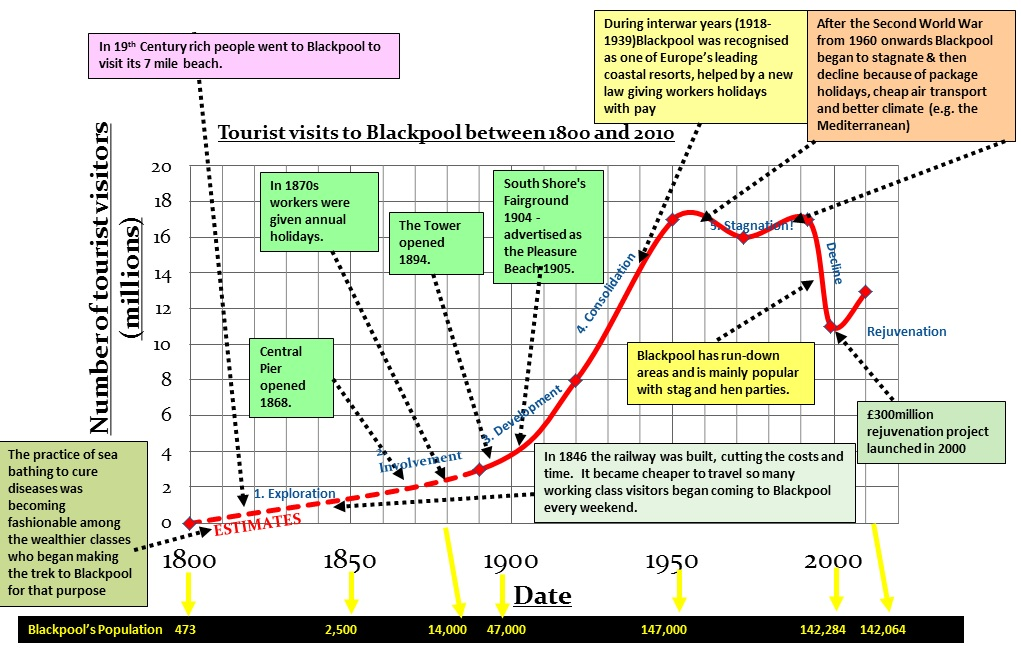 In 19th Century rich people went to Blackpool to
visit its 7 mile beach.
During interwar years (1918-
1939)Blackpool was recognised
as one of Europe's leading
coastal resorts, helped by a new
law giving workers holidays
with pay
After the Second World War
from 1960 onwards Blackpool
began to stagnate & then
decline because of package
holidays, cheap air transport
and better climate (e.g. the
Mediterranean)
Tourist visits to Blackpool between 1800 and 2010
Number of tourist visitors
(millions)
20
18
16
14
12
10
8
6
4
2
0
In 1870s
workers were
given annual
holidays.
The Tower
opened
1894.
South Shore's
Fairground
1904 -
advertised as
the Pleasure
Beach 1905.
Central
Pier
opened
1868.
5. Stagnation!
Decline
4. Consolidation
Rejuvenation
Blackpool has run-down
areas and is mainly popular
with stag and hen parties.
3. Development
£300million
rejuvenation project
launched in 2000
2.
Involvement
1. Exploration
ESTIMATES
In 1846 the railway was built, cutting the costs and
time. It became cheaper to travel so many
working class visitors began coming to Blackpool
every weekend.
The practice of sea
bathing to cure
diseases was
becoming
fashionable among
the wealthier classes
who began making
the trek to Blackpool
for that purpose
1800 1850 1900 1950 2000
Date
Blackpool's Population 473 2,500 14,000 47,000 147,000 142,284 142,064